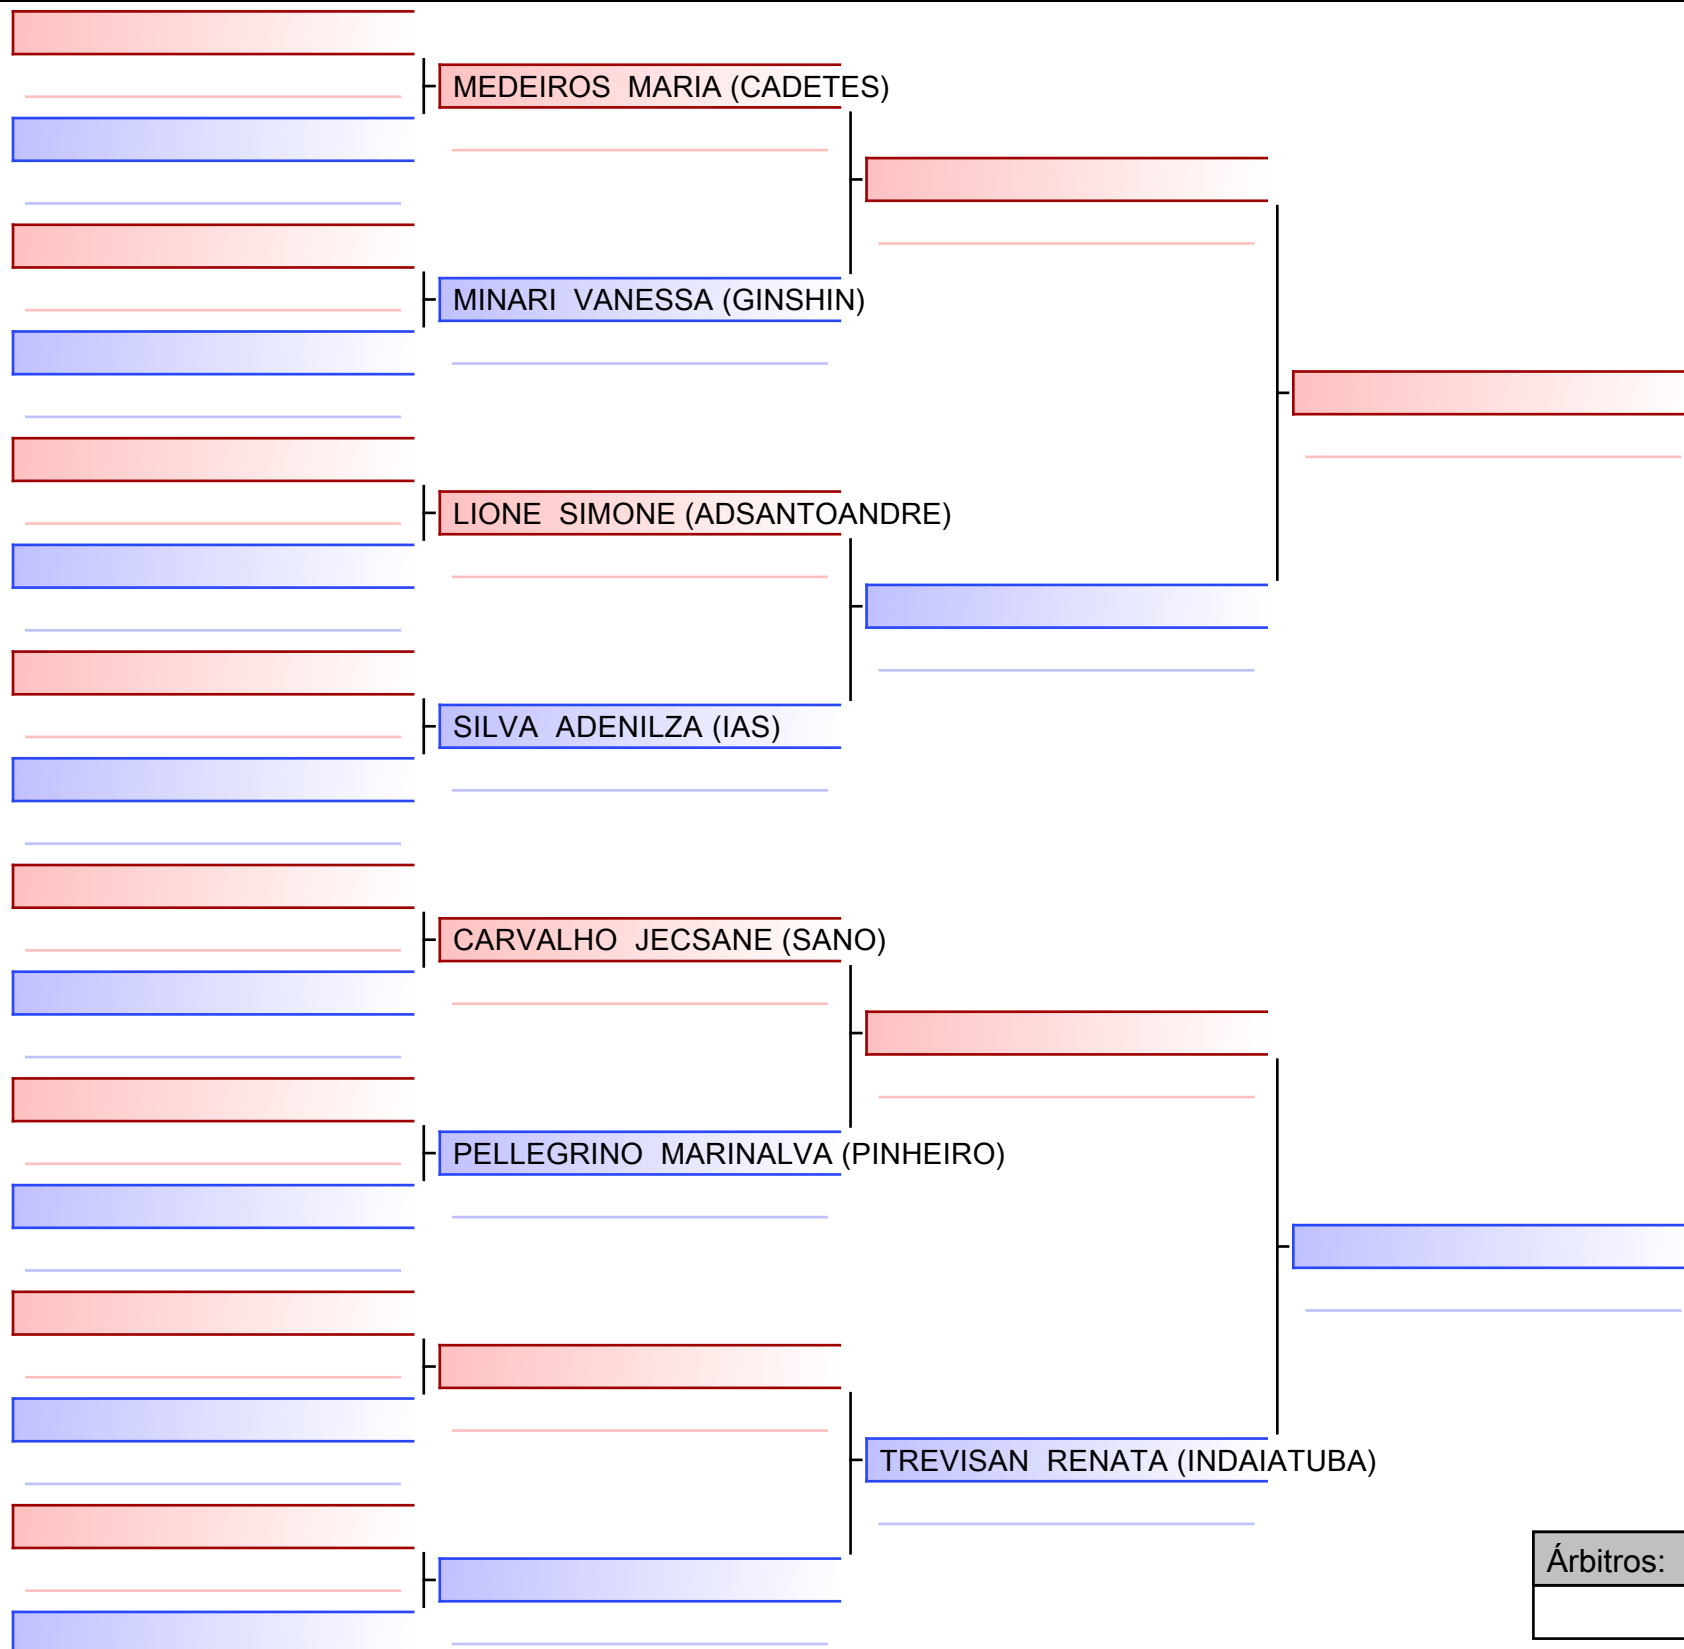 MEDEIROS  MARIA (CADETES)
MINARI  VANESSA (GINSHIN)
LIONE  SIMONE (ADSANTOANDRE)
SILVA  ADENILZA (IAS)
CARVALHO  JECSANE (SANO)
PELLEGRINO  MARINALVA (PINHEIRO)
TREVISAN  RENATA (INDAIATUBA)
Árbitros: